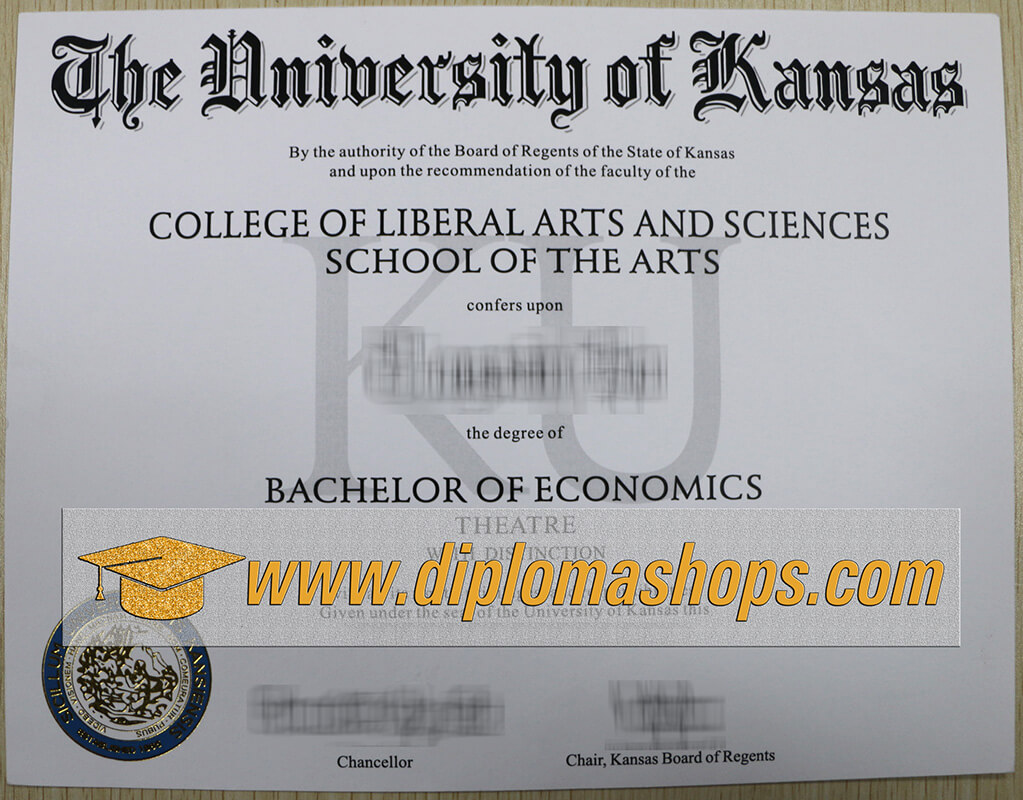 The University of Kansas
By the authority of the Board of Regents of the State of Kansas
and upon the recommendation of the faculty of the
COLLEGE OF LIBERAL ARTS AND SCIENCES
SCHOOL OF THE ARTS
confers upon
KU
the degree of
BACHELOR OF ECONOMICS
THEATRE
WITH DISTINCTION
www.diplomashops.com
Given under the seal of the University of Kansas this
Chancellor
Chair, Kansas Board of Regents